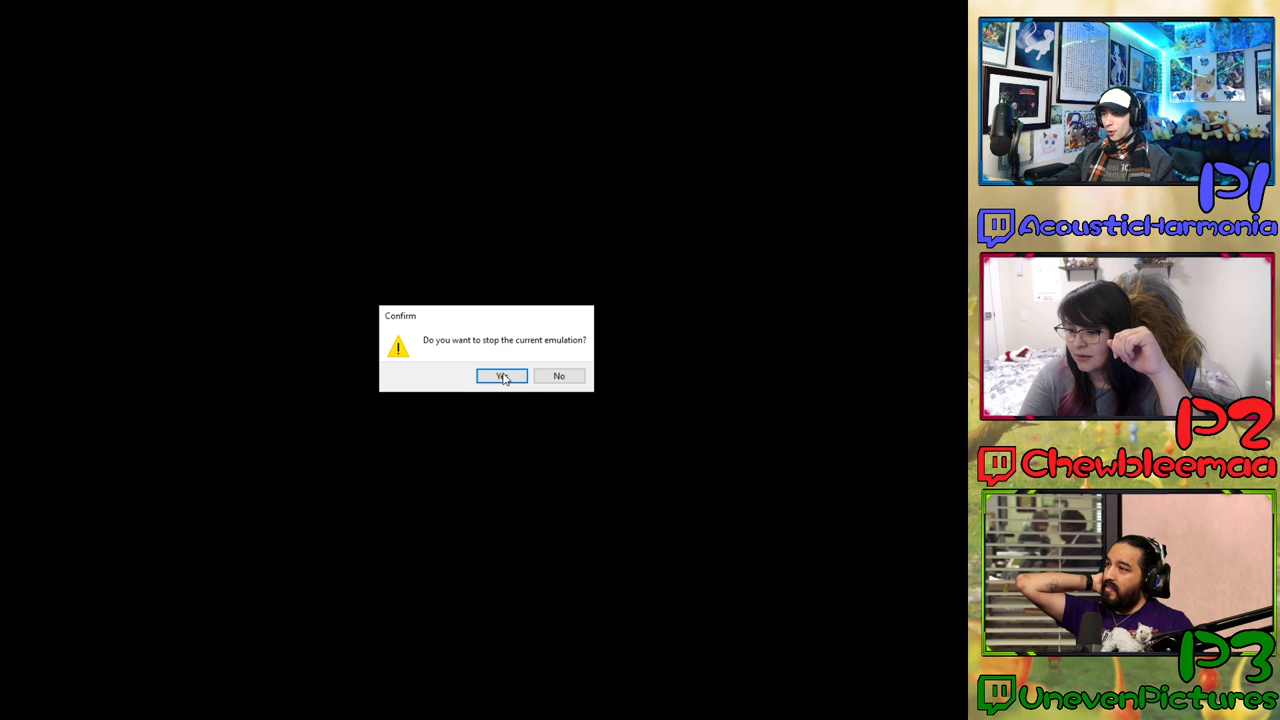 Confirm
Do you want to stop the current emulation?
No
P1
AcousticHarmonia
P2
Chewbleemaa
P3
UnevenPictures